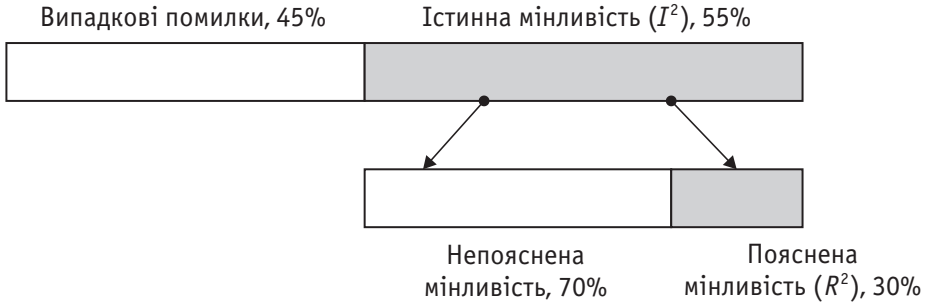 Випадкові помилки, 45%
Істинна мінливість (I²), 55%
Непояснена
мінливість, 70%
Пояснена
мінливість (R²), 30%